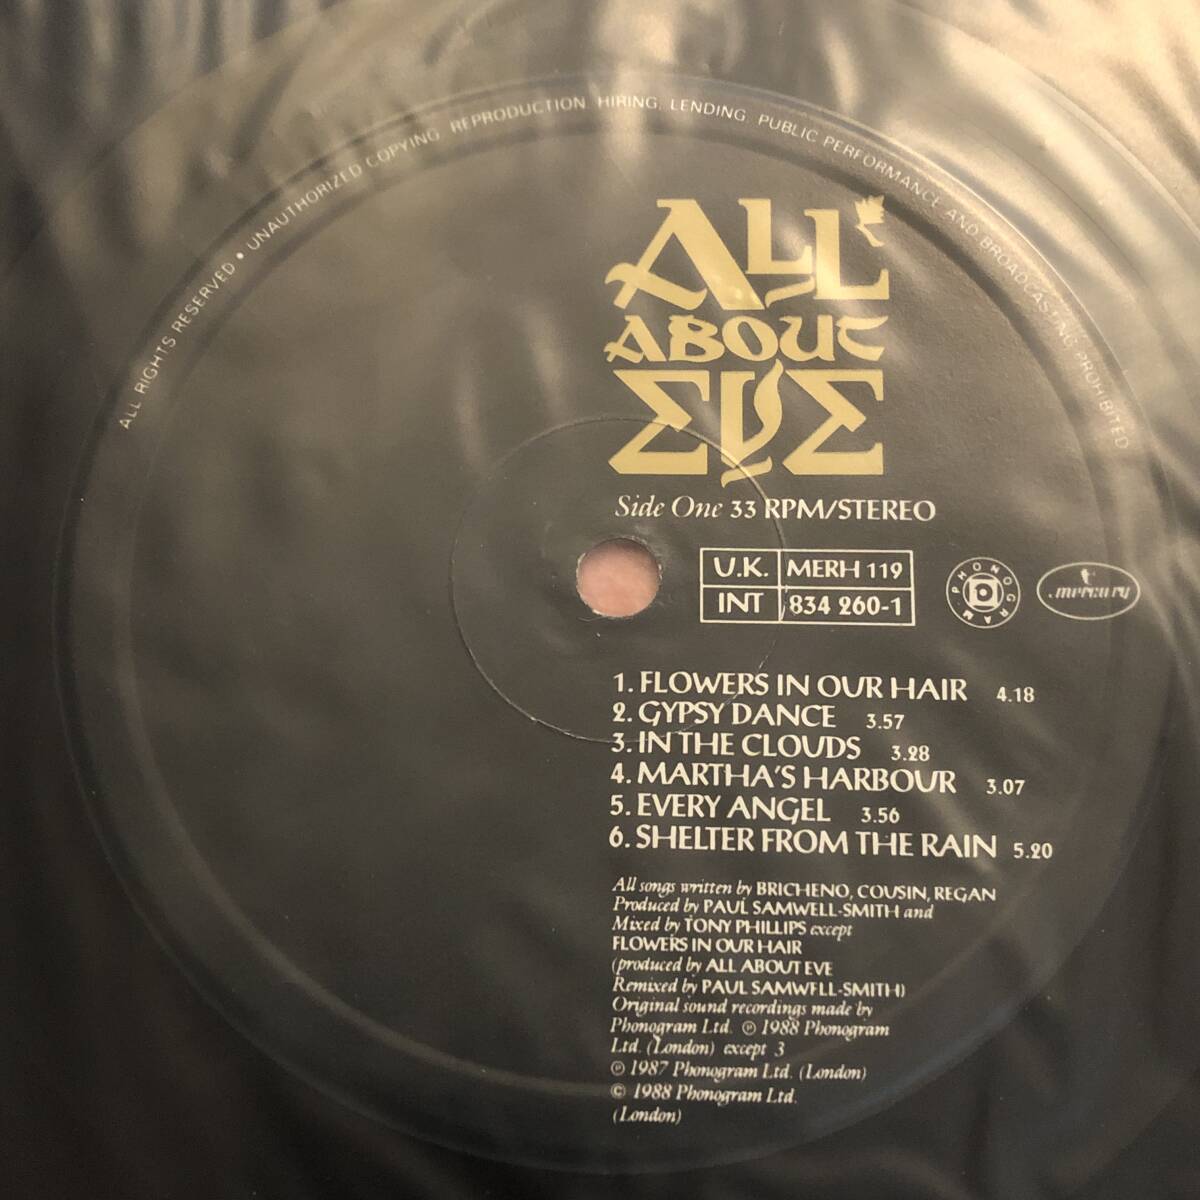 ALL RIGHTS RESERVED • UNAUTHORIZED COPYING, REPRODUCTION, HIRING, LENDING, PUBLIC PERFORMANCE AND BROADCASTING PROHIBITED
ALL
ABOUT
EVE
Side One 33 RPM/STEREO
U.K. MERH 119
INT 834 260-1
PHONOGRAM
mercury
1. FLOWERS IN OUR HAIR 4.18
2. GYPSY DANCE 3.57
3. IN THE CLOUDS 3.28
4. MARTHA'S HARBOUR 3.07
5. EVERY ANGEL 3.56
6. SHELTER FROM THE RAIN 5.20
All songs written by BRICHENO, COUSIN, REGAN
Produced by PAUL SAMWELL-SMITH and
Mixed by TONY PHILLIPS except
FLOWERS IN OUR HAIR
(produced by ALL ABOUT EVE
Remixed by PAUL SAMWELL-SMITH)
Original sound recordings made by
Phonogram Ltd. ℗ 1988 Phonogram
Ltd. (London) except 3
℗ 1987 Phonogram Ltd. (London)
© 1988 Phonogram Ltd.
(London)